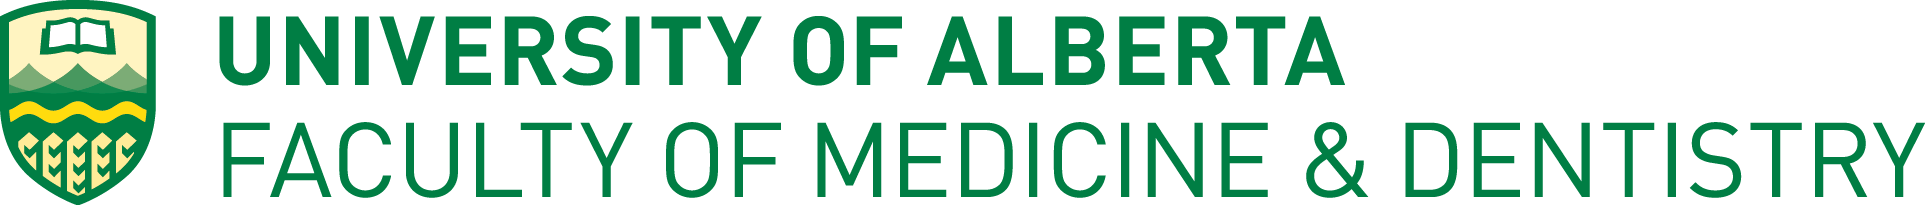 UNIVERSITY OF ALBERTA
FACULTY OF MEDICINE & DENTISTRY